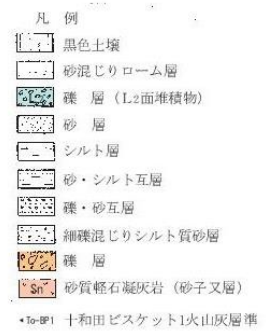 凡 例
黒色土壌
砂混じりローム層
礫 層 (L2面堆積物)
砂 層
シルト層
砂・シルト互層
礫・砂互層
細礫混じりシルト質砂層
礫 層
Sn 砂質軽石凝灰岩 (砂子又層)
•To-BP1 十和田ビスケット1火山灰層準